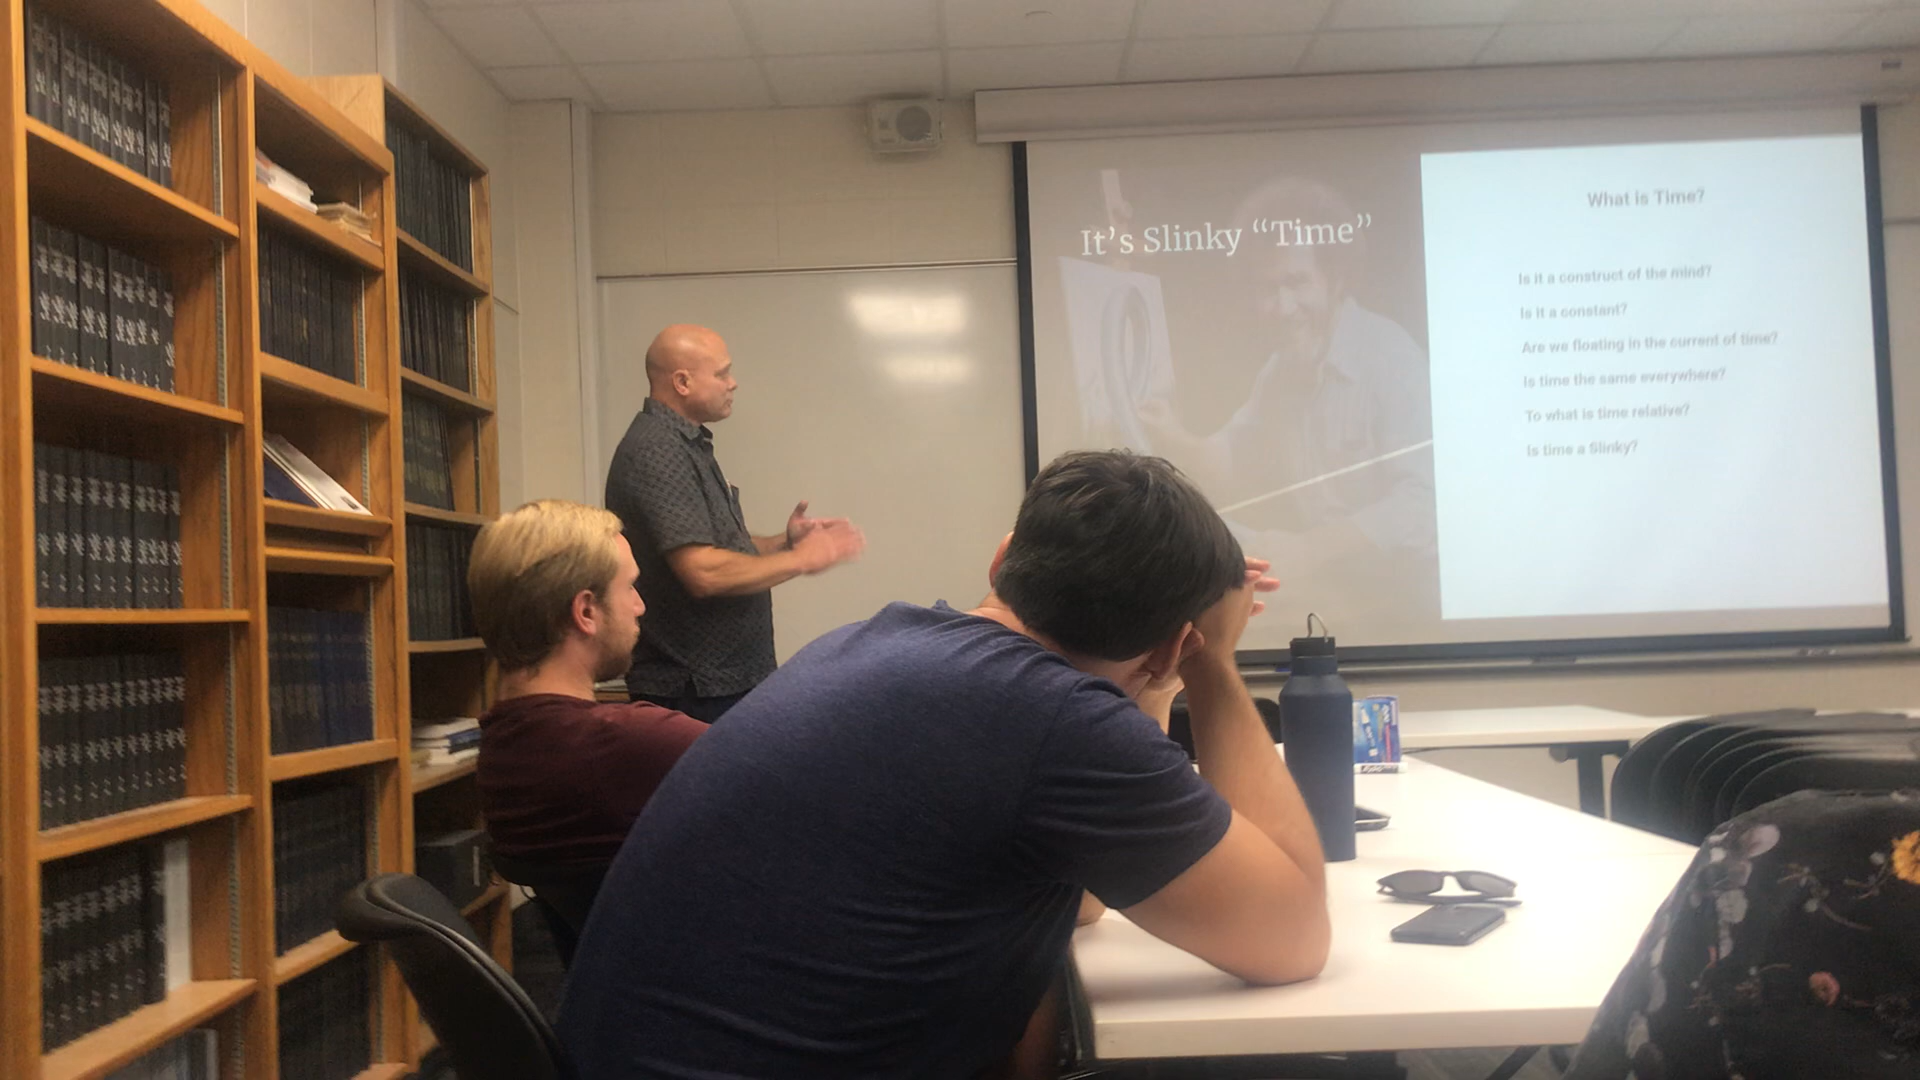 It's Slinky “Time”
What is Time?
Is it a construct of the mind?
Is it a constant?
Are we floating in the current of time?
Is time the same everywhere?
To what is time relative?
Is time a Slinky?